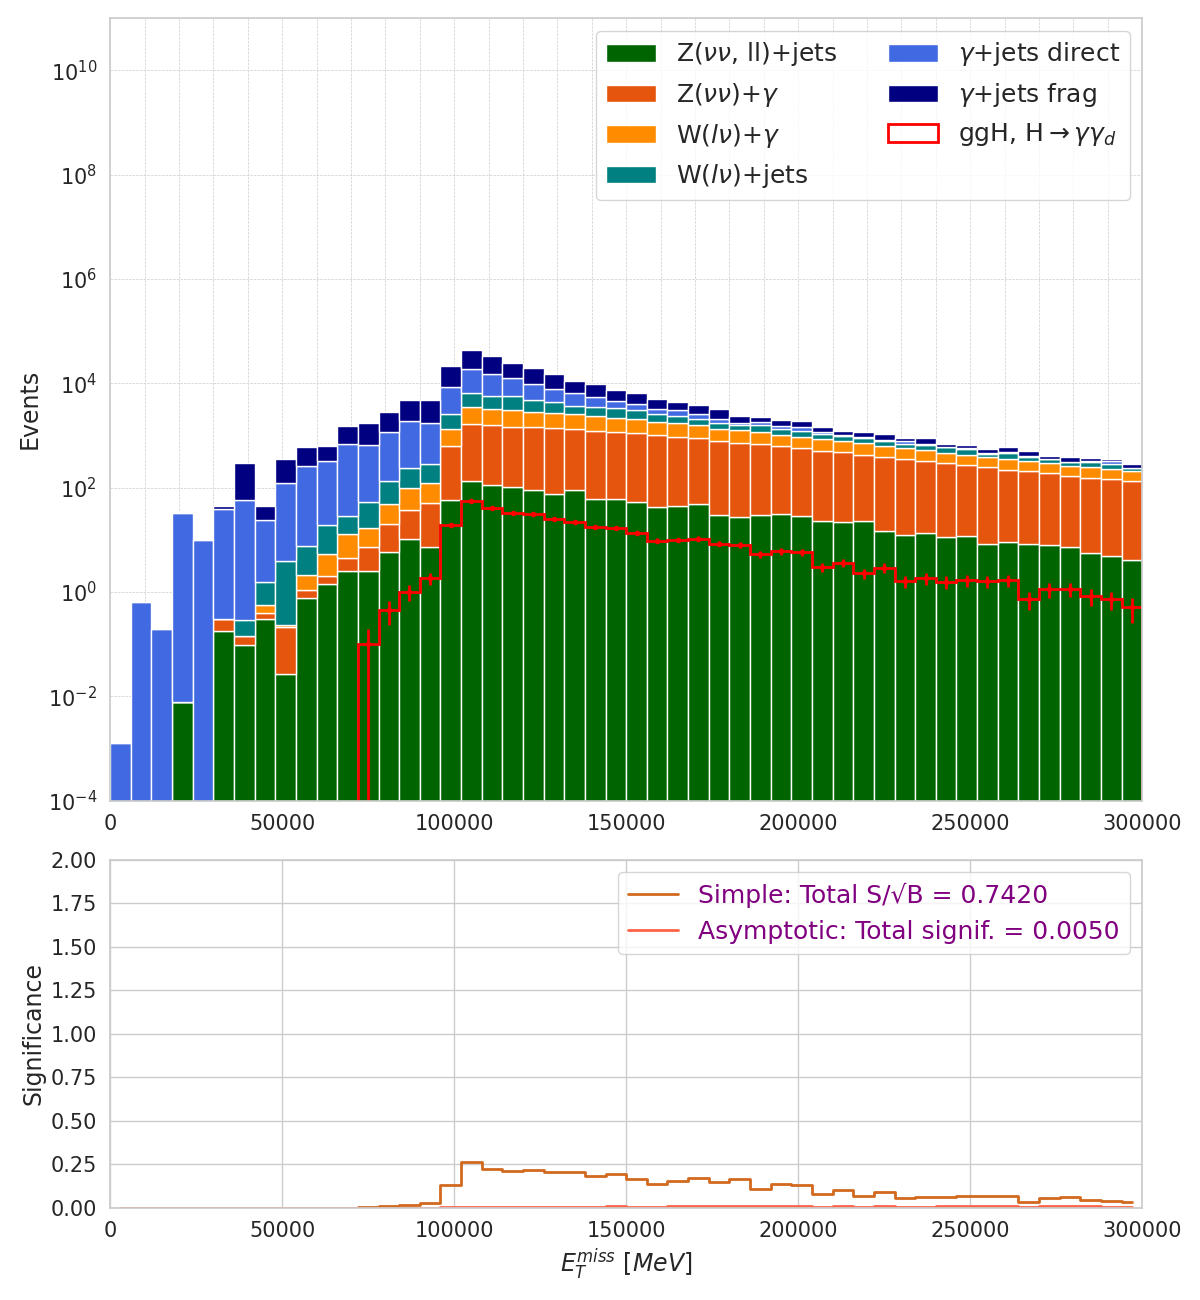 Events
10^10
10^8
10^6
10^4
10^2
10^0
10^−2
10^−4
Z(νν, ll)+jets
Z(νν)+γ
W(lν)+γ
W(lν)+jets
γ+jets direct
γ+jets frag
ggH, H→γγ_d
0 50000 100000 150000 200000 250000 300000
Significance
2.00
1.75
1.50
1.25
1.00
0.75
0.50
0.25
0.00
Simple: Total S/√B = 0.7420
Asymptotic: Total signif. = 0.0050
0 50000 100000 150000 200000 250000 300000
E_T^miss [MeV]